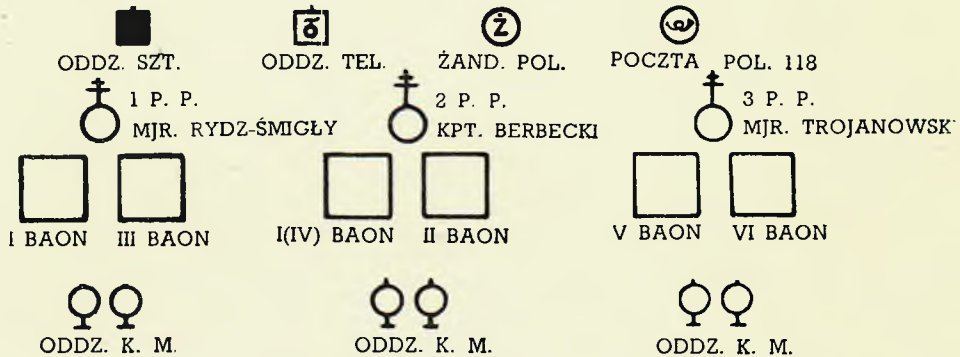 ő Ż
ODDZ. SZT. ODDZ. TEL. ŻAND. POL. POCZTA POL. 118
1 P. P. 2 P. P. 3 P. P.
MJR. RYDZ-ŚMIGŁY KPT. BERBECKI MJR. TROJANOWSK
I BAON III BAON I(IV) BAON II BAON V BAON VI BAON
ODDZ. K. M. ODDZ. K. M. ODDZ. K. M.